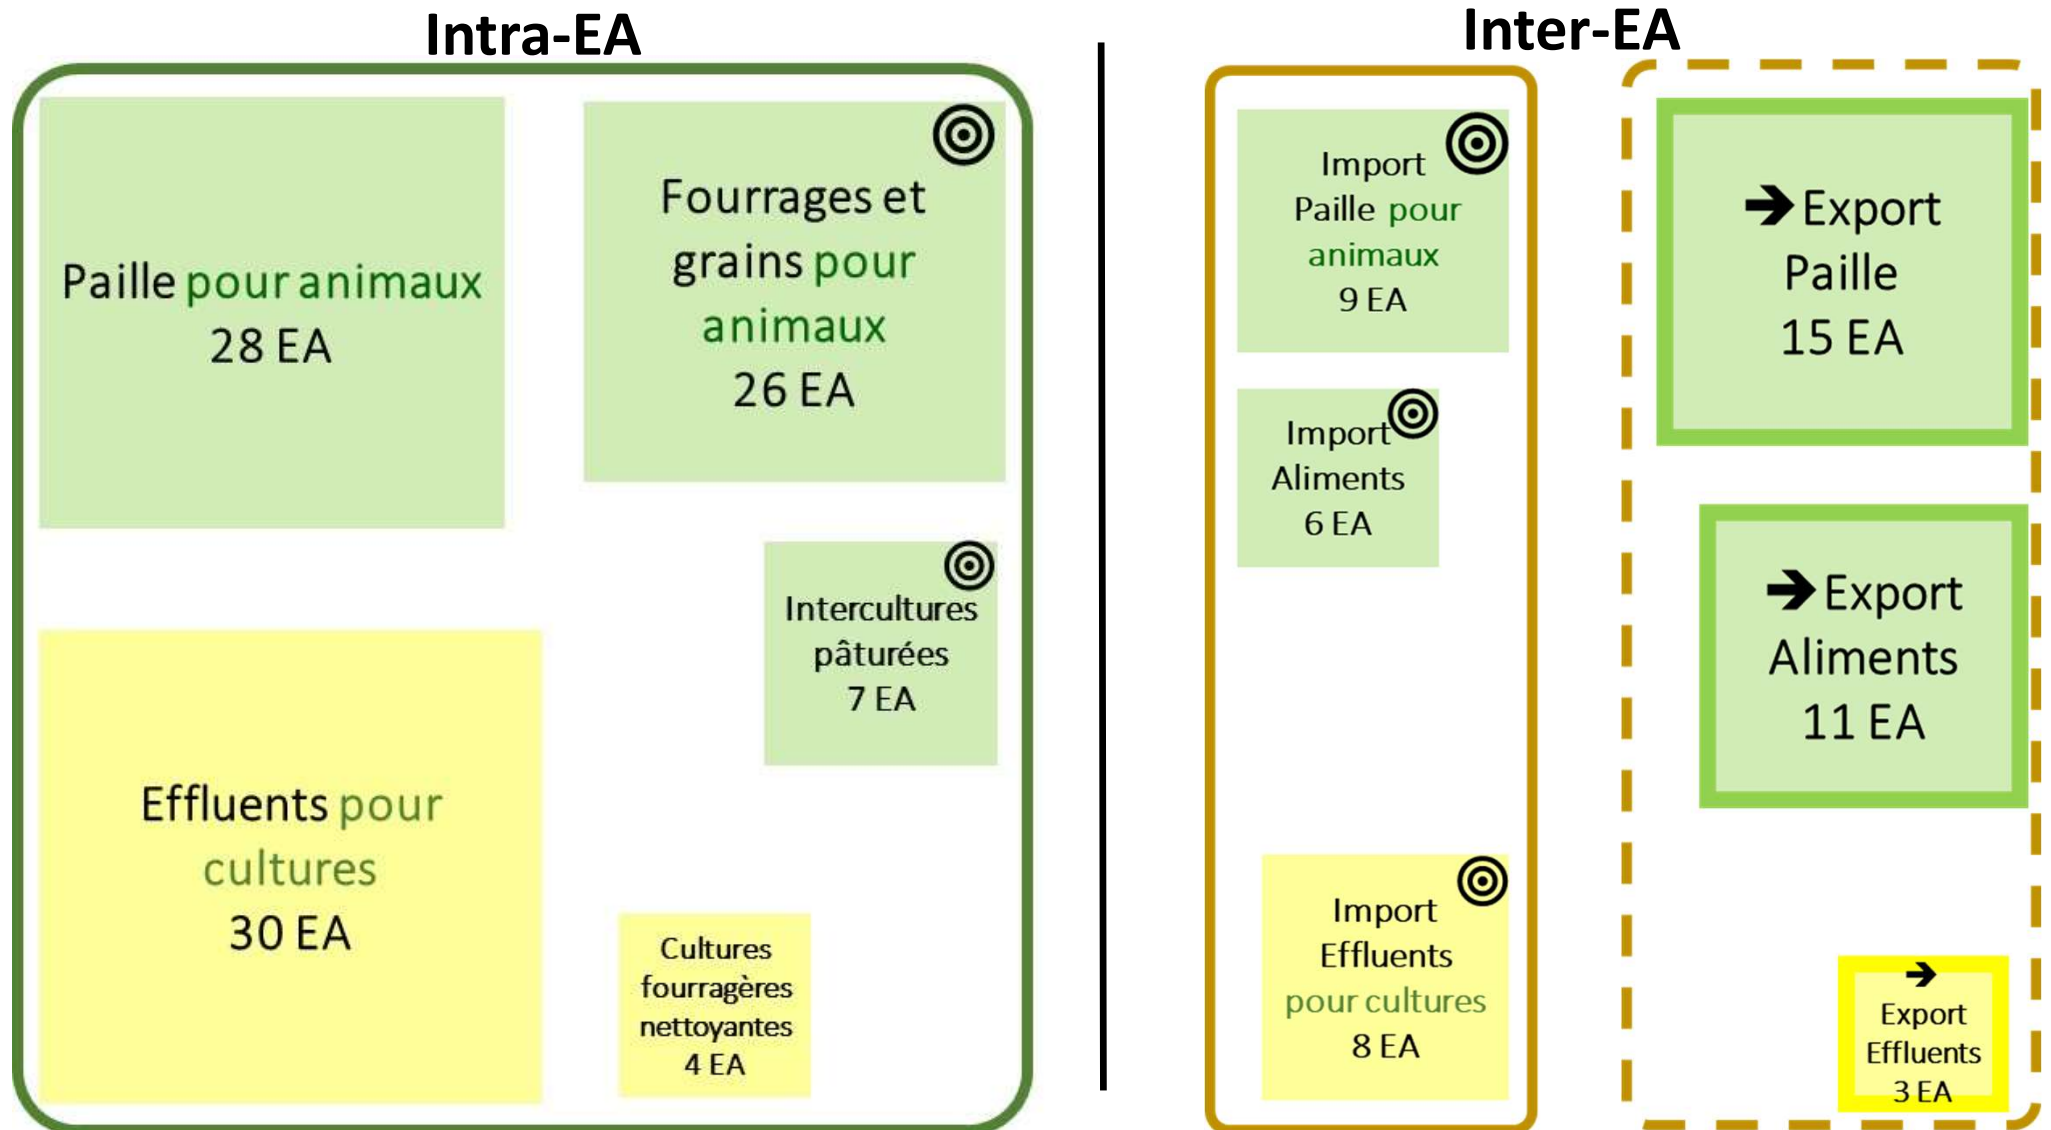 Intra-EA
Paille pour animaux
28 EA
Fourrages et
grains pour
animaux
26 EA
Intercultures
pâturées
7 EA
Effluents pour
cultures
30 EA
Cultures
fourragères
nettoyantes
4 EA
Inter-EA
Import
Paille pour
animaux
9 EA
Import
Aliments
6 EA
Import
Effluents
pour cultures
8 EA
➔ Export
Paille
15 EA
➔ Export
Aliments
11 EA
➔
Export
Effluents
3 EA